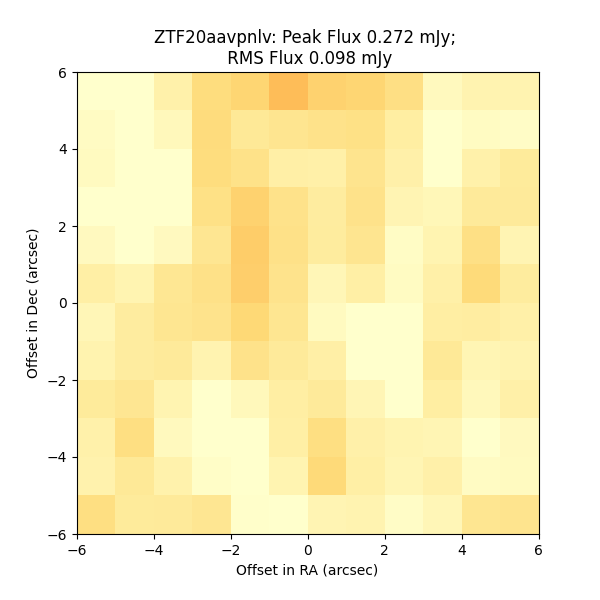 ZTF20aavpnlv: Peak Flux 0.272 mJy;
RMS Flux 0.098 mJy
6
4
2
0
−2
−4
−6
Offset in Dec (arcsec)
−6 −4 −2 0 2 4 6
Offset in RA (arcsec)